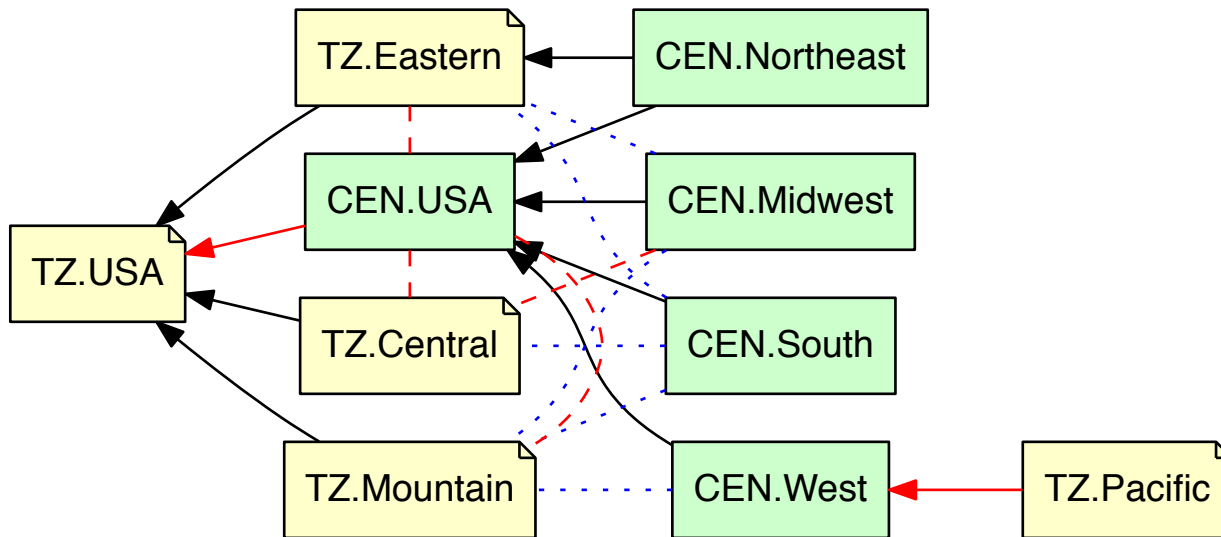 TZ.Eastern
CEN.Northeast
CEN.USA
CEN.Midwest
TZ.USA
TZ.Central
CEN.South
TZ.Mountain
CEN.West
TZ.Pacific